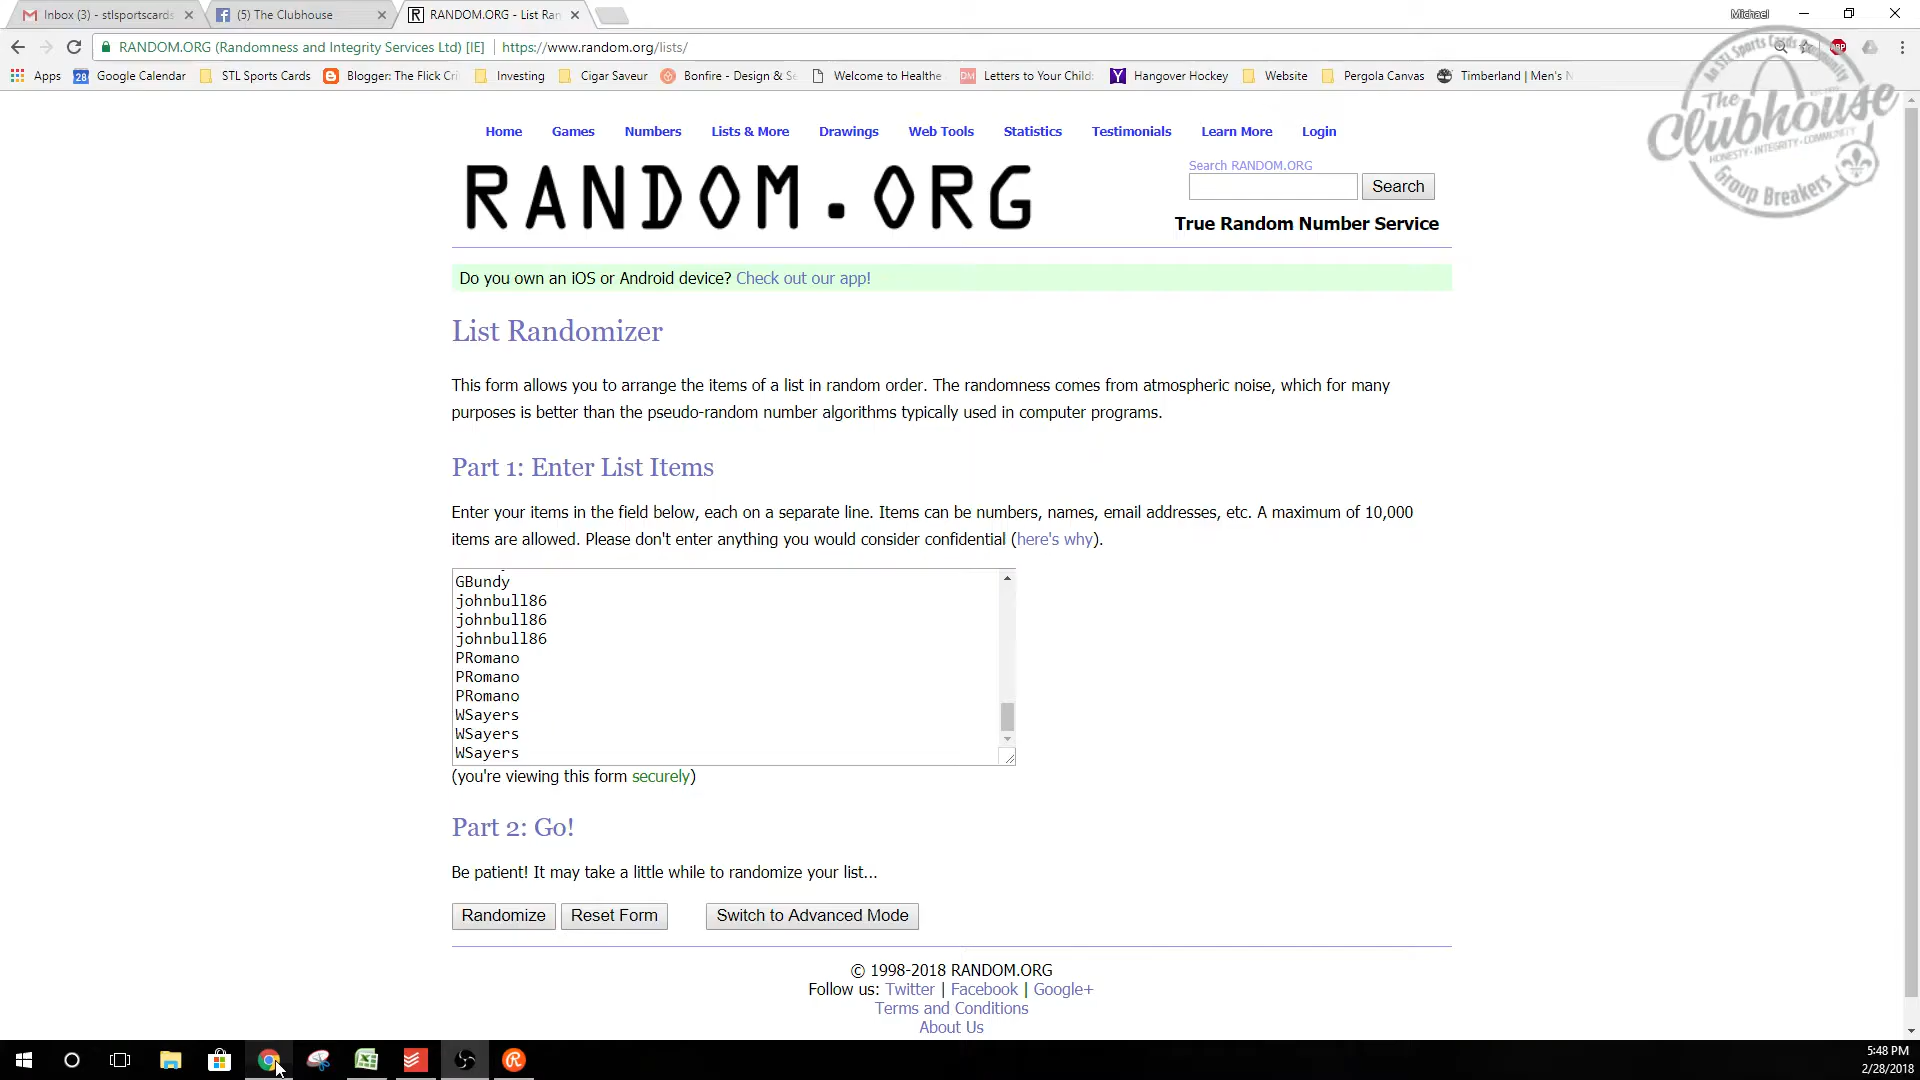 Inbox (3) - stlsportscards
(5) The Clubhouse
RANDOM.ORG - List Ran
Michael
RANDOM.ORG (Randomness and Integrity Services Ltd) [IE]
https://www.random.org/lists/
Apps
28
Google Calendar
STL Sports Cards
Blogger: The Flick Cri
Investing
Cigar Saveur
Bonfire - Design & Se
Welcome to Healthe
DM
Letters to Your Child:
Hangover Hockey
Website
Pergola Canvas
Timberland | Men's N
An STL Sports Cards Community
The
Clubhouse
HONESTY · INTEGRITY · COMMUNITY
Group Breakers
Home
Games
Numbers
Lists & More
Drawings
Web Tools
Statistics
Testimonials
Learn More
Login
RANDOM.ORG
Search RANDOM.ORG
Search
True Random Number Service
Do you own an iOS or Android device? Check out our app!
List Randomizer
This form allows you to arrange the items of a list in random order. The randomness comes from atmospheric noise, which for many
purposes is better than the pseudo-random number algorithms typically used in computer programs.
Part 1: Enter List Items
Enter your items in the field below, each on a separate line. Items can be numbers, names, email addresses, etc. A maximum of 10,000
items are allowed. Please don't enter anything you would consider confidential (here's why).
GBundy
johnbull86
johnbull86
johnbull86
PRomano
PRomano
PRomano
WSayers
WSayers
WSayers
(you're viewing this form securely)
Part 2: Go!
Be patient! It may take a little while to randomize your list...
Randomize
Reset Form
Switch to Advanced Mode
© 1998-2018 RANDOM.ORG
Follow us: Twitter | Facebook | Google+
Terms and Conditions
About Us
5:48 PM
2/28/2018